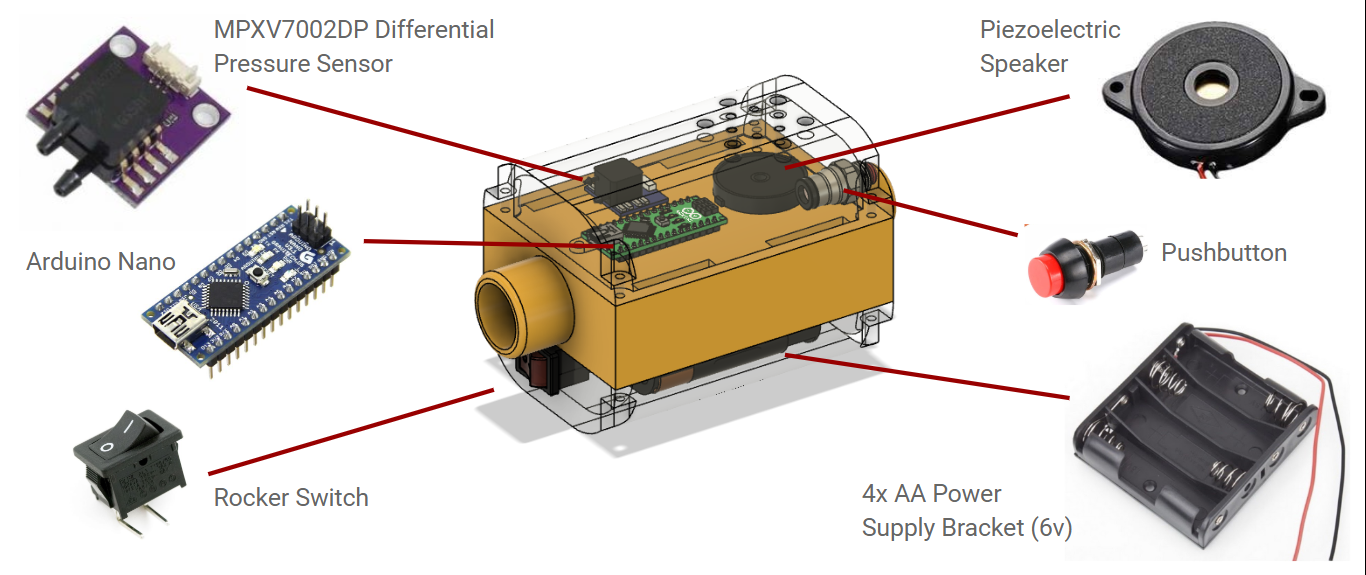 MPXV7002DP Differential
Pressure Sensor
Piezoelectric
Speaker
Arduino Nano
Pushbutton
Rocker Switch
4x AA Power
Supply Bracket (6v)